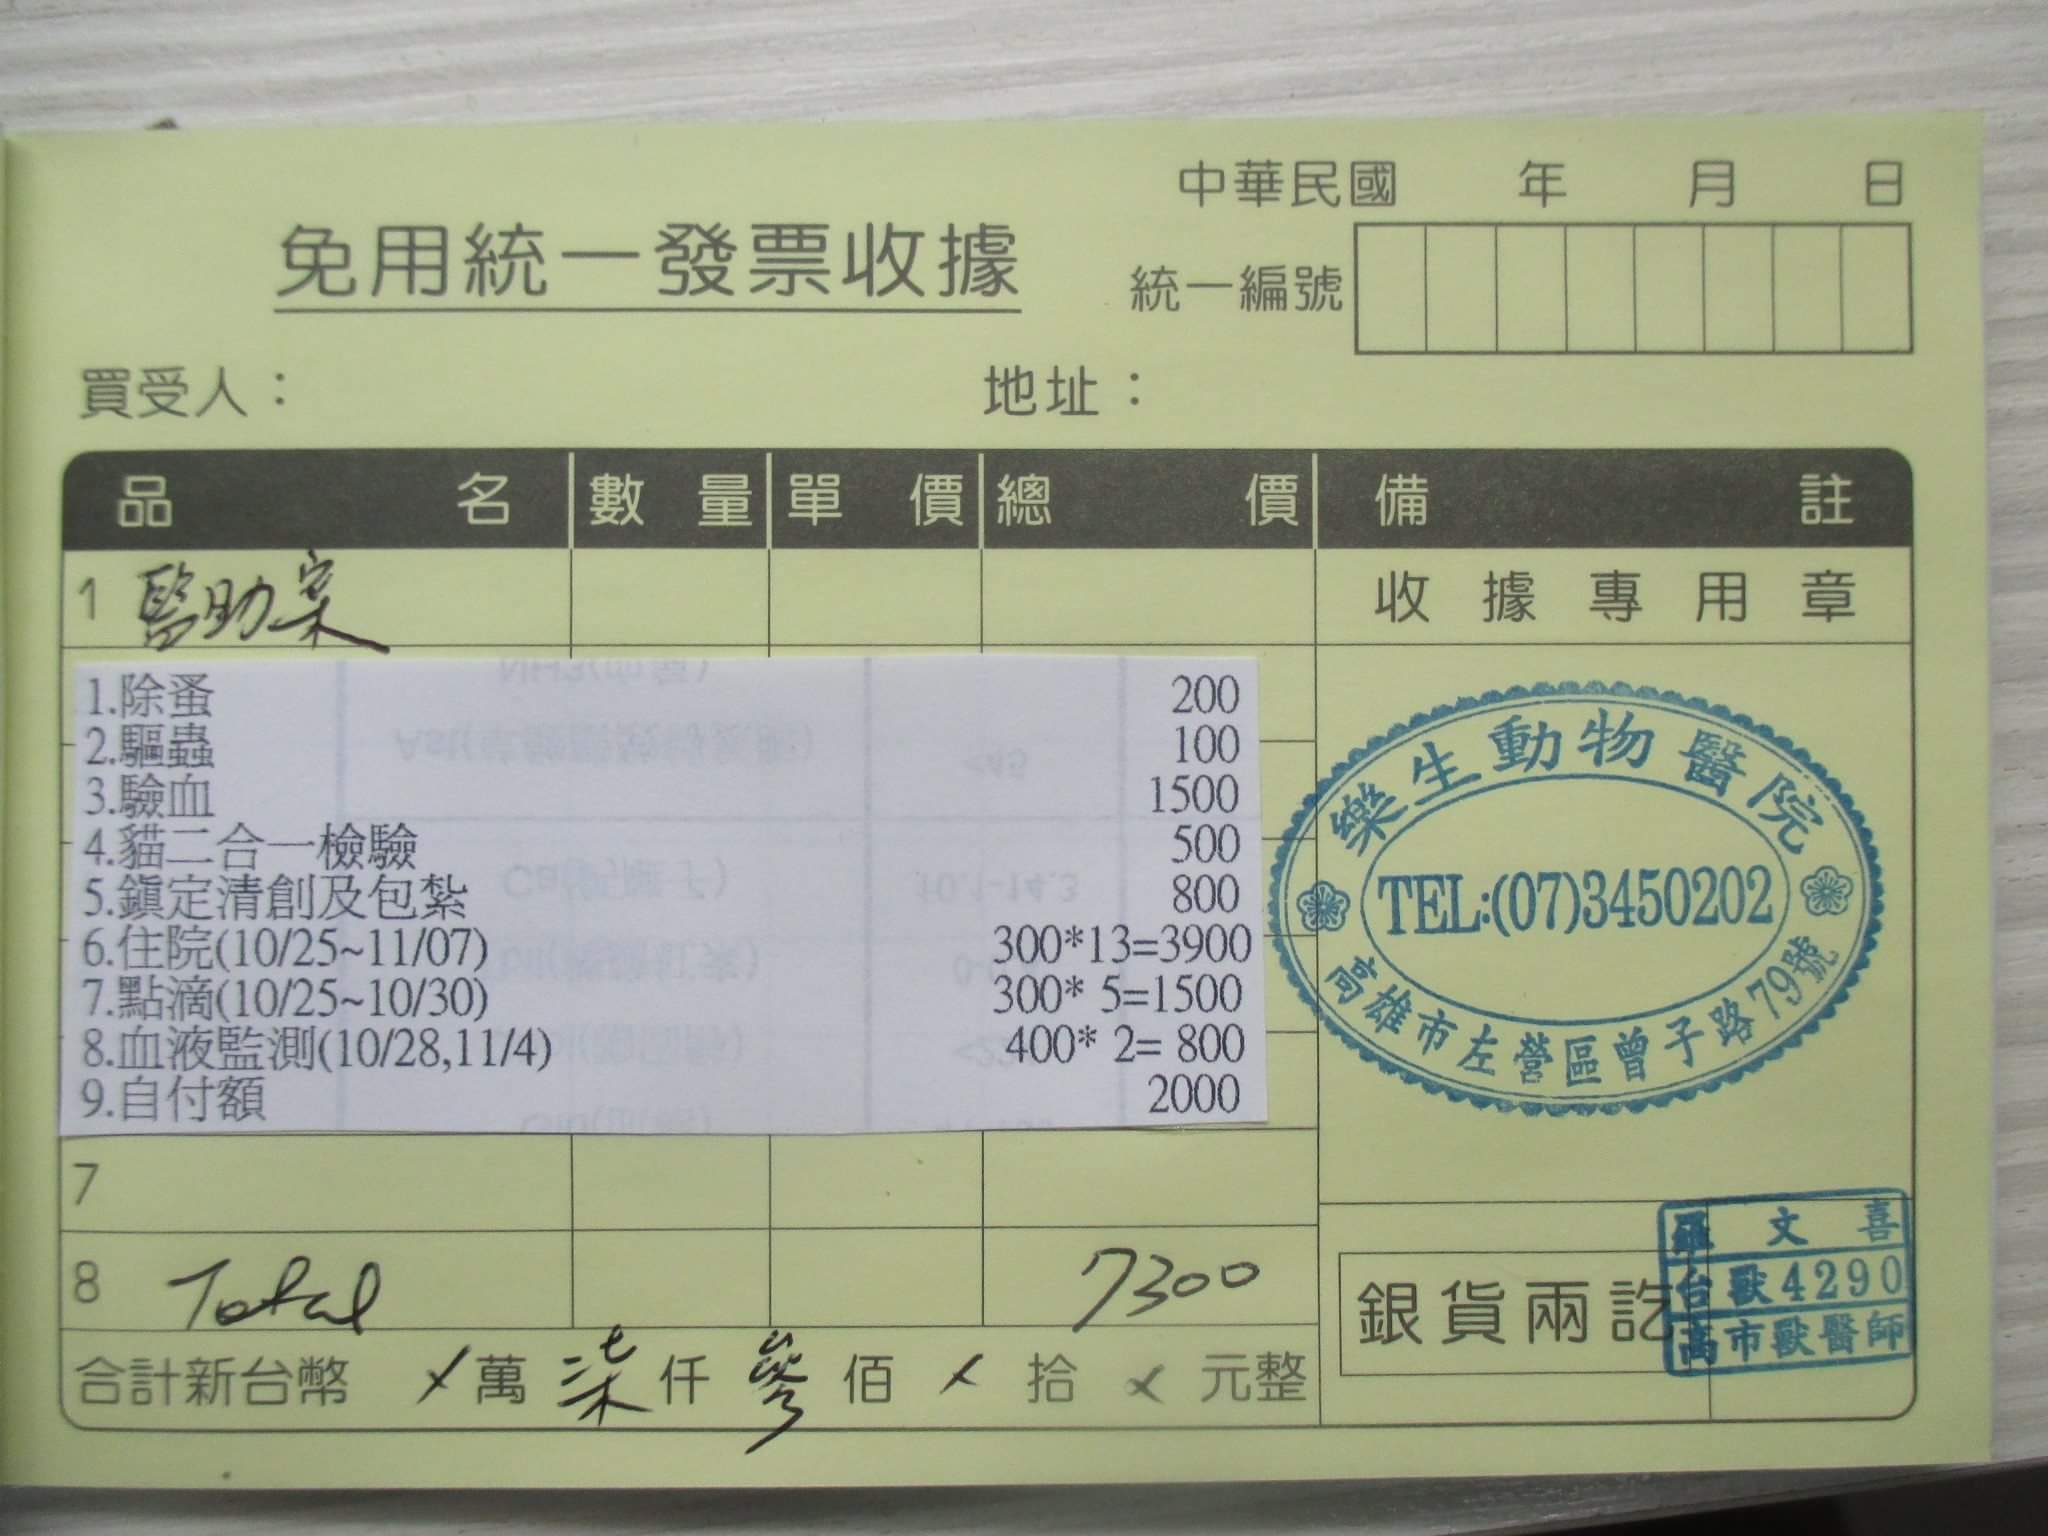 中華民國 年 月 日
免用統一發票收據
統一編號
買受人： 地址：
品名 數量 單價 總價 備註
1 醫助案
收據專用章
1.除蚤 200
2.驅蟲 100
3.驗血 1500
4.貓二合一檢驗 500
5.鎮定清創及包紮 800
6.住院(10/25~11/07) 300*13=3900
7.點滴(10/25~10/30) 300* 5=1500
8.血液監測(10/28,11/4) 400* 2= 800
9.自付額 2000
樂生動物醫院
TEL:(07)3450202
高雄市左營區曾子路79號
7
8 Total 7300
合計新台幣 萬 柒 仟 參 佰 拾 元整
銀貨兩訖
羅文喜
台獸4290
高市獸醫師